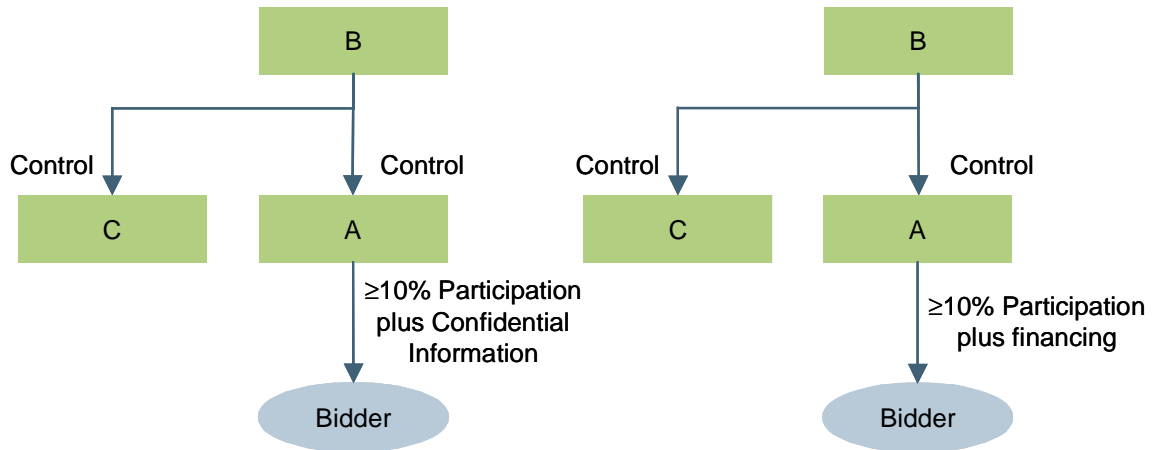 B
Control
Control
C
A
≥10% Participation
plus Confidential
Information
Bidder
B
Control
Control
C
A
≥10% Participation
plus financing
Bidder